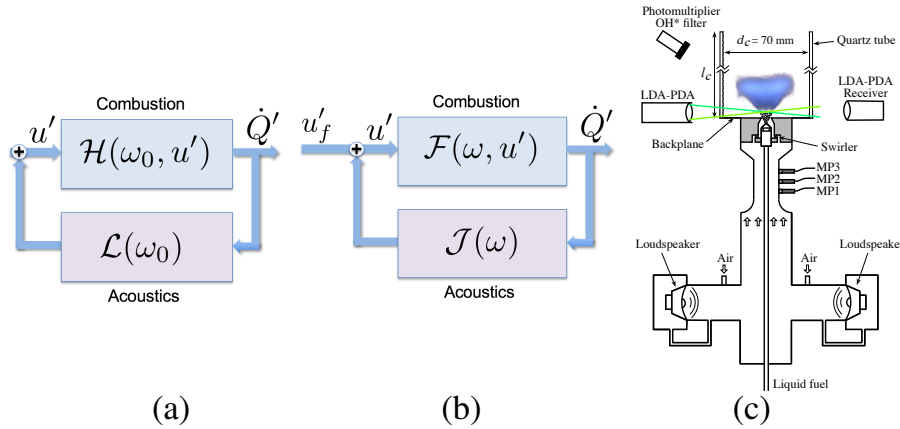 Combustion
u′
H(ω₀, u′)
Q̇′
+
L(ω₀)
Acoustics
(a)
Combustion
u′_f
u′
F(ω, u′)
Q̇′
+
J(ω)
Acoustics
(b)
Photomultiplier
OH* filter
d_c = 70 mm
Quartz tube
l_c
LDA-PDA
LDA-PDA
Receiver
Backplane
Swirler
MP3
MP2
MP1
Loudspeaker
Air
Air
Loudspeake
Liquid fuel
(c)